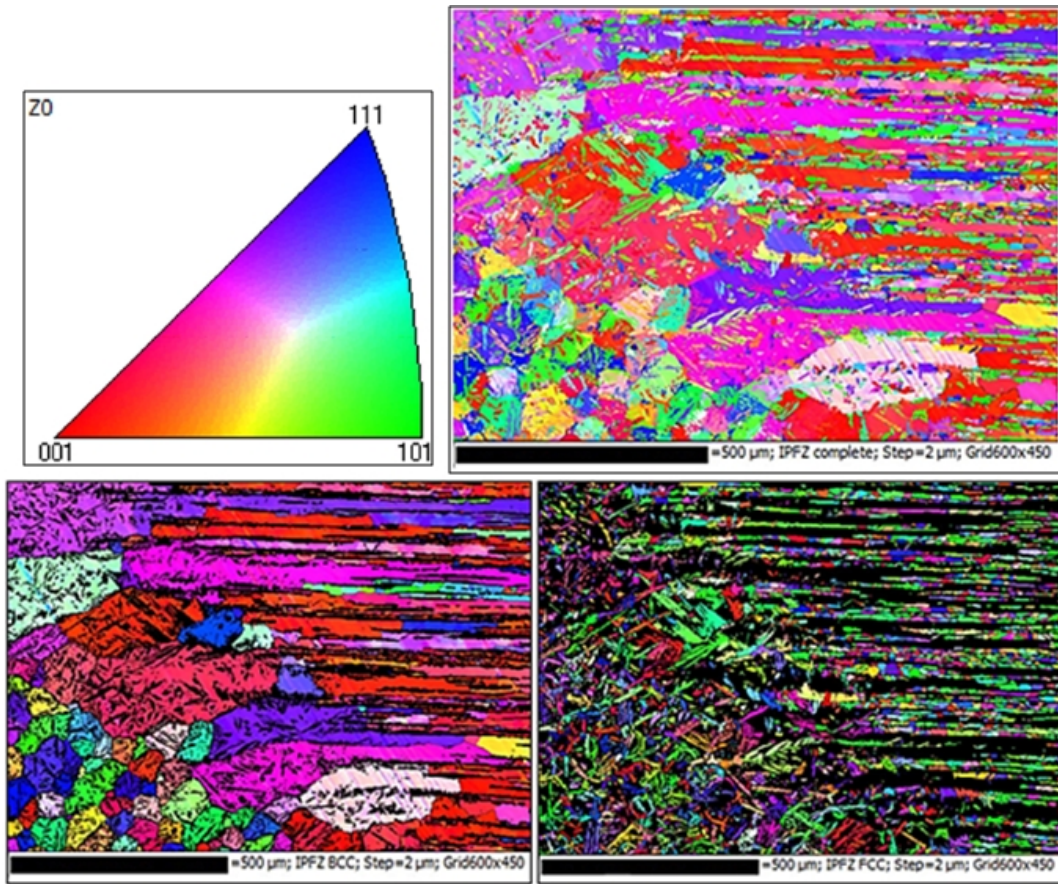 Z0
111
001
101
=500 µm; IPFZ complete; Step=2 µm; Grid600x450
=500 µm; IPFZ BCC; Step=2 µm; Grid600x450
=500 µm; IPFZ FCC; Step=2 µm; Grid600x450